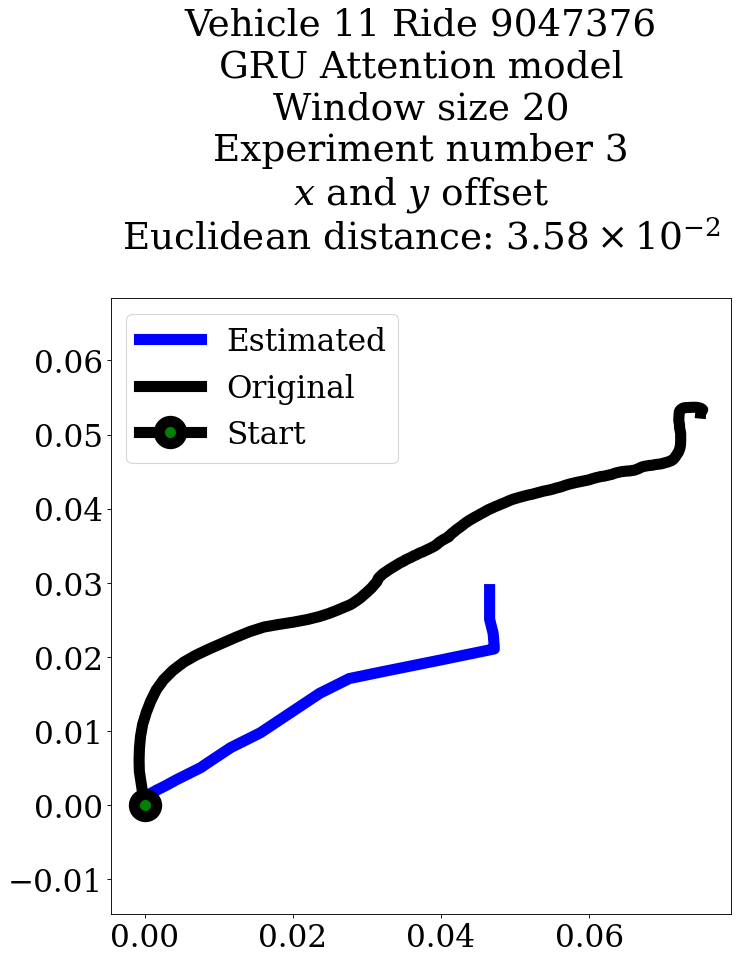 Vehicle 11 Ride 9047376
GRU Attention model
Window size 20
Experiment number 3
x and y offset
Euclidean distance: 3.58 × 10⁻²
Estimated
Original
Start
0.06
0.05
0.04
0.03
0.02
0.01
0.00
−0.01
0.00 0.02 0.04 0.06